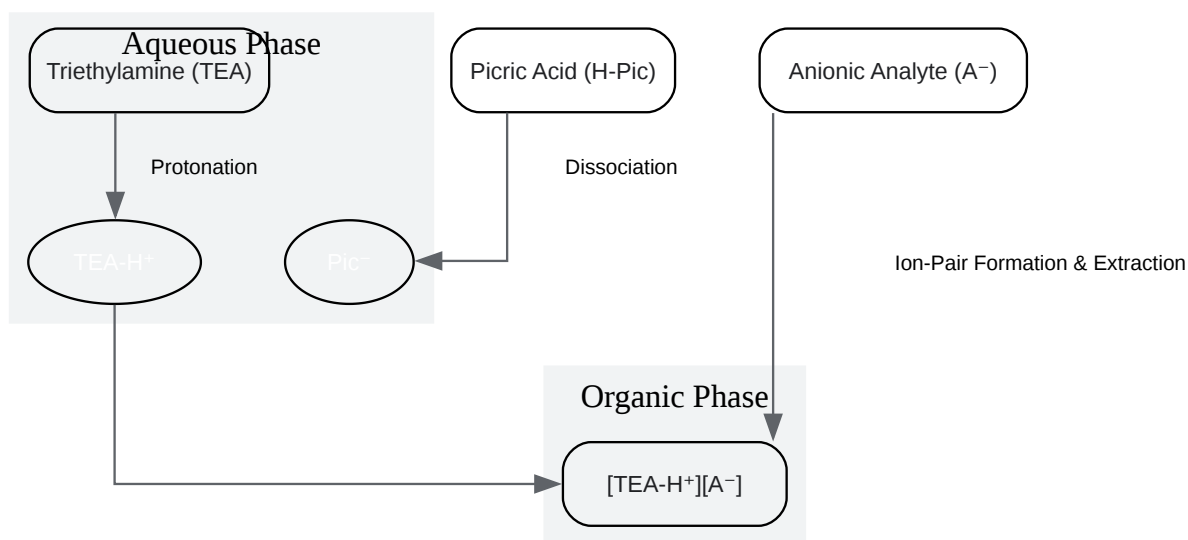 Aqueous Phase
Triethylamine (TEA)
Picric Acid (H-Pic)
Anionic Analyte (A⁻)
Protonation
Dissociation
TEA-H⁺
Pic⁻
Ion-Pair Formation & Extraction
Organic Phase
[TEA-H⁺][A⁻]